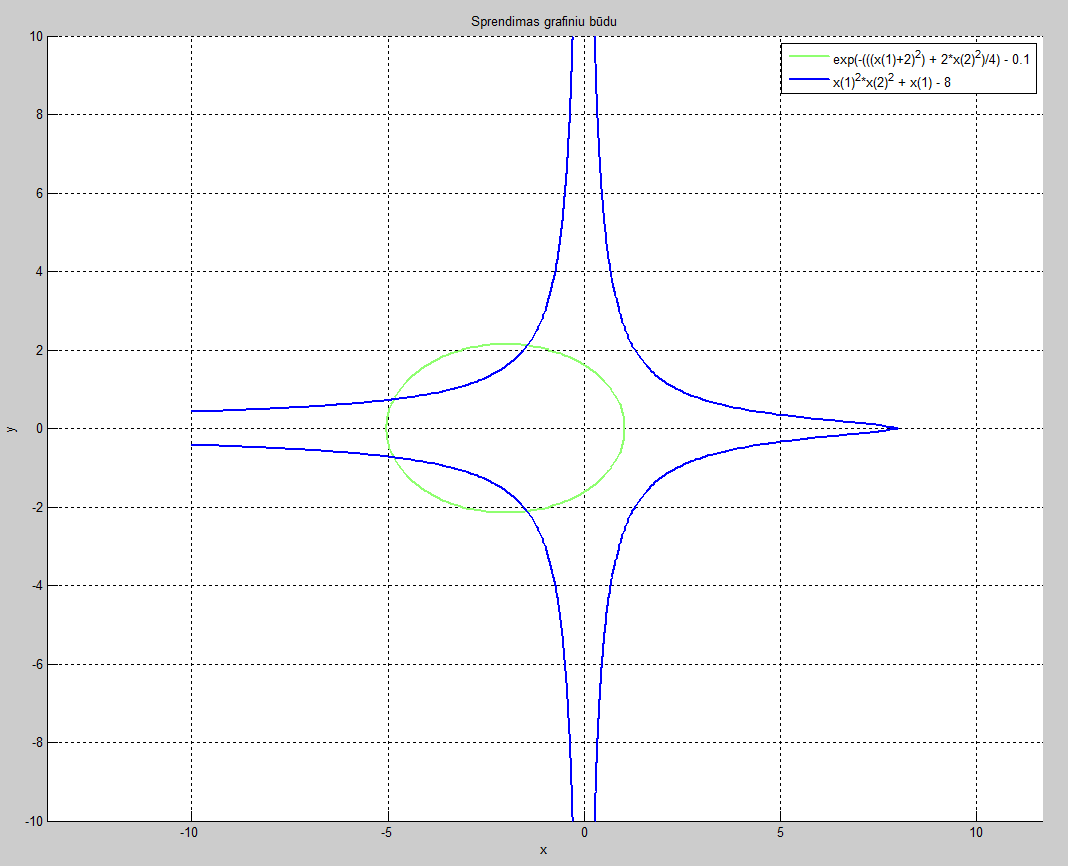 Sprendimas grafiniu būdu
exp(-(((x(1)+2)²) + 2*x(2)²)/4) - 0.1
x(1)²*x(2)² + x(1) - 8
10
8
6
4
2
0
-2
-4
-6
-8
-10
y
-10 -5 0 5 10
x